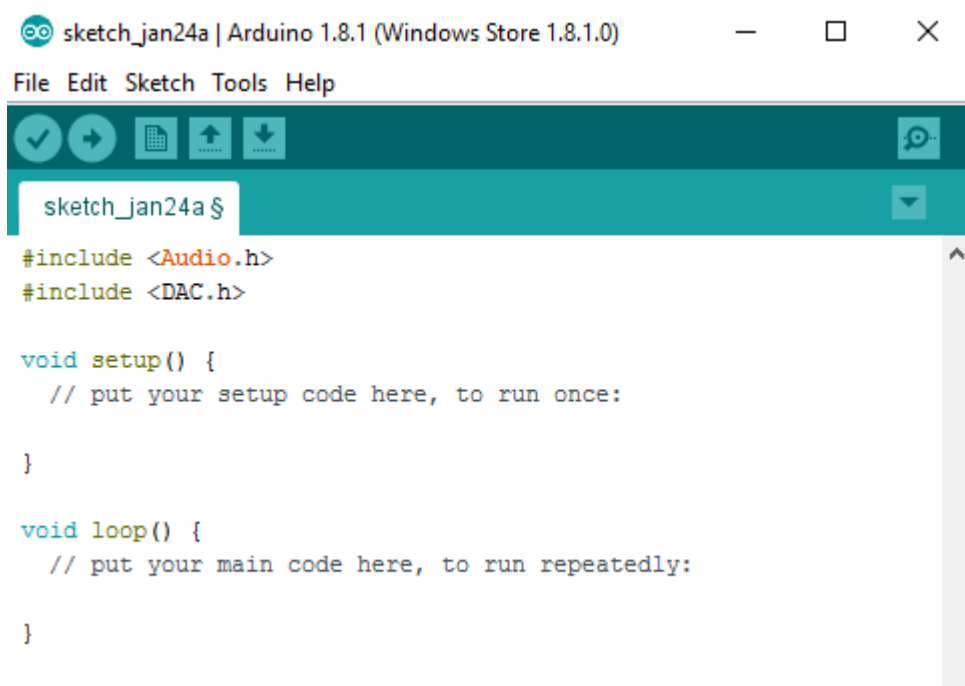 sketch_jan24a | Arduino 1.8.1 (Windows Store 1.8.1.0)
File Edit Sketch Tools Help
sketch_jan24a §
#include <Audio.h>
#include <DAC.h>
void setup() {
  // put your setup code here, to run once:
}
void loop() {
  // put your main code here, to run repeatedly:
}